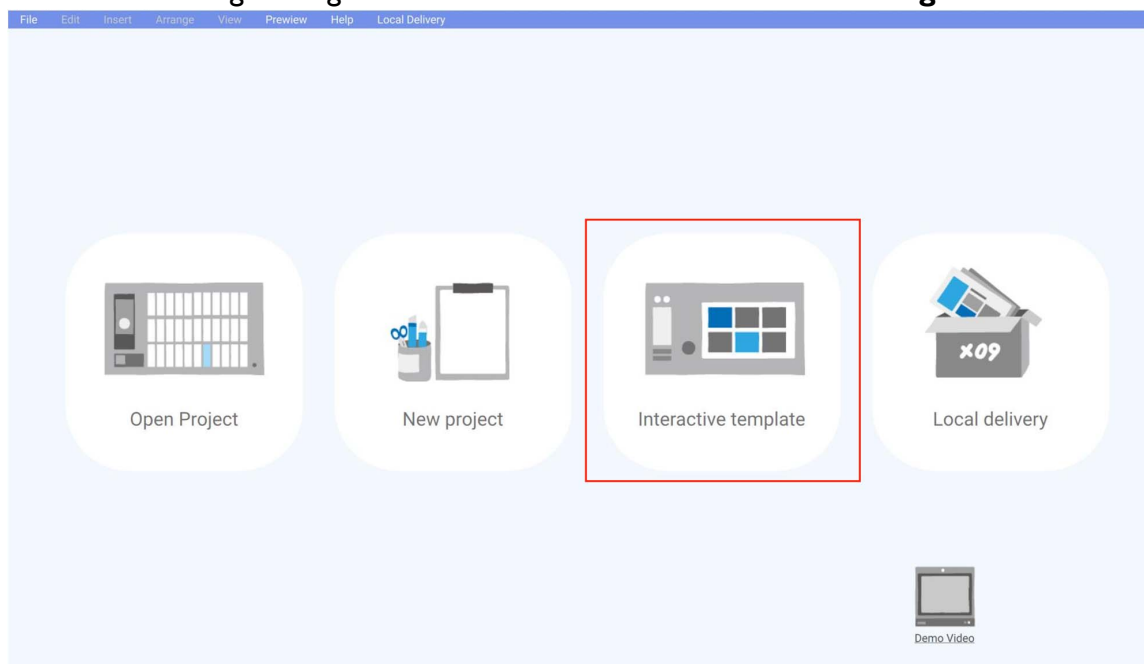 File Edit Insert Arrange View Prewiew Help Local Delivery
x09
Open Project New project Interactive template Local delivery
Demo Video